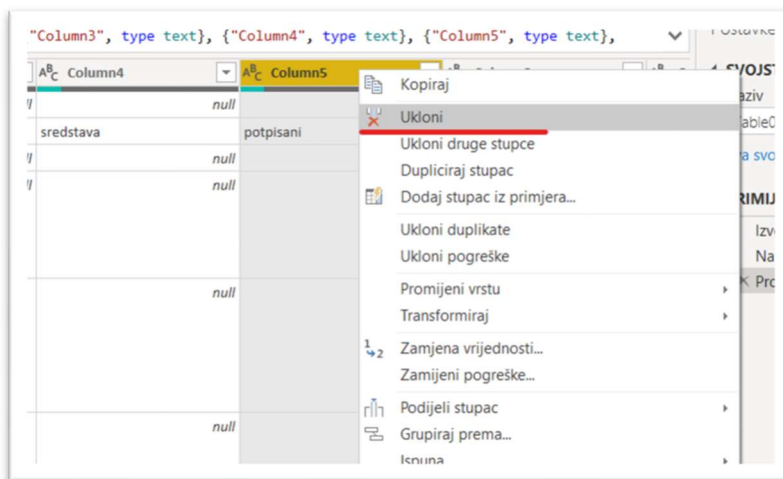 "Column3", type text}, {"Column4", type text}, {"Column5", type text},
Column4
Column5
null
sredstava
potpisani
null
null
null
null
Kopiraj
Ukloni
Ukloni druge stupce
Dupliciraj stupac
Dodaj stupac iz primjera...
Ukloni duplikate
Ukloni pogreške
Promijeni vrstu
Transformiraj
Zamjena vrijednosti...
Zamijeni pogreške...
Podijeli stupac
Grupiraj prema...
Ispuna